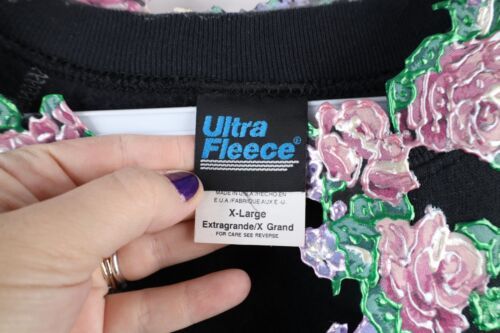 Ultra
Fleece®
MADE IN U.S.A./HECHO EN
E.U.A./FABRIQUE AUX E.-U.
X-Large
Extragrande/X Grand
FOR CARE SEE REVERSE